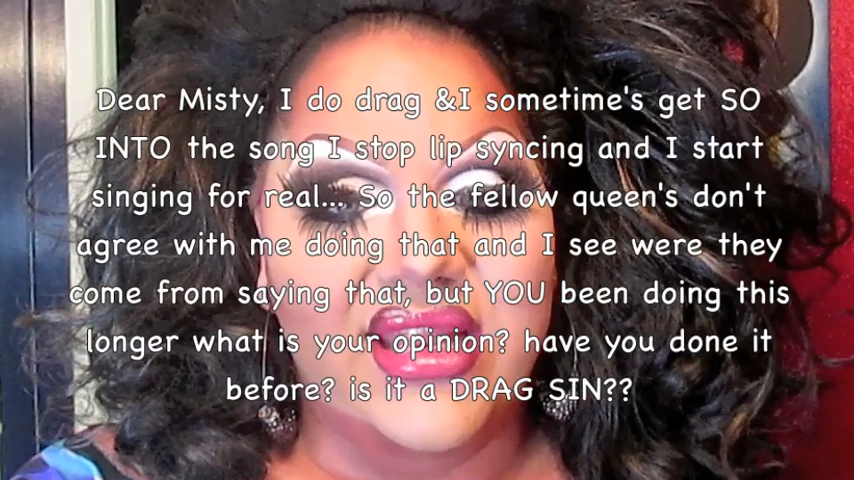 Dear Misty, I do drag &I sometime's get SO
INTO the song I stop lip syncing and I start
singing for real... So the fellow queen's don't
agree with me doing that and I see were they
come from saying that, but YOU been doing this
longer what is your opinion? have you done it
before? is it a DRAG SIN??